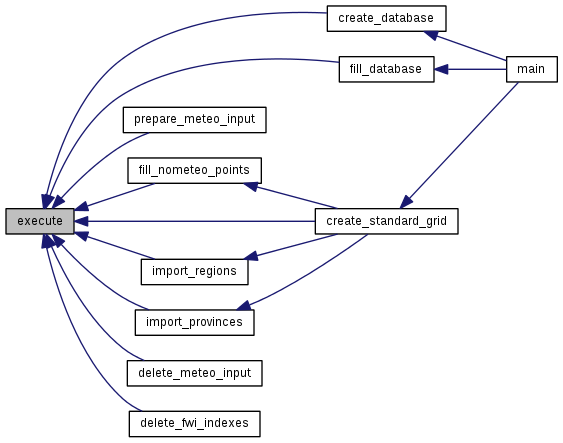 create_database
main
fill_database
prepare_meteo_input
fill_nometeo_points
execute
create_standard_grid
import_regions
import_provinces
delete_meteo_input
delete_fwi_indexes